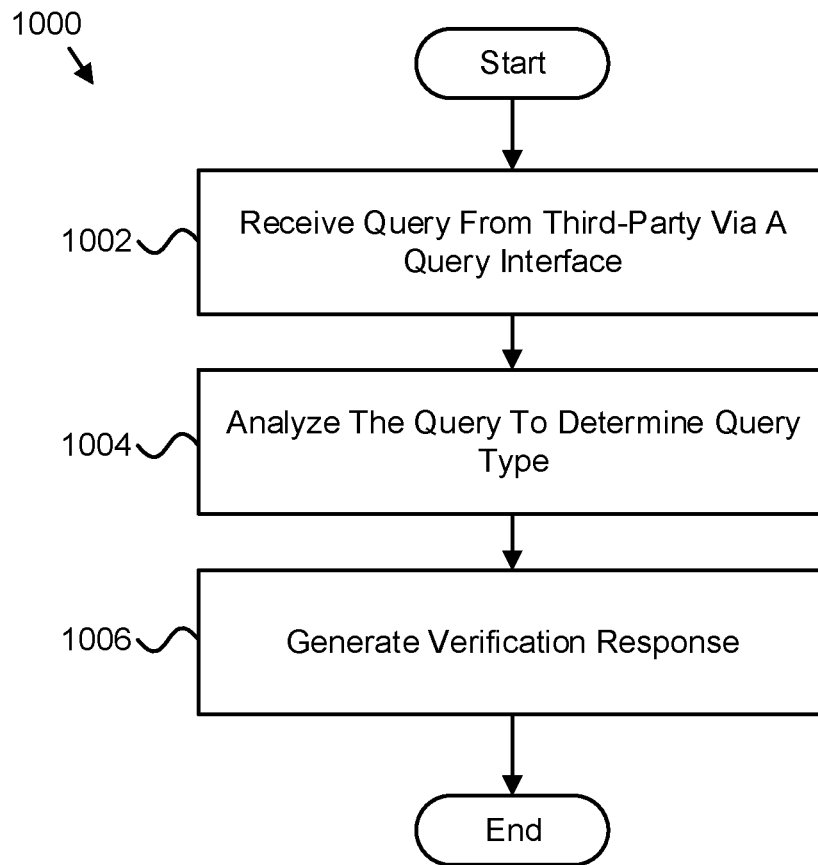 1000
Start
1002
Receive Query From Third-Party Via A
Query Interface
1004
Analyze The Query To Determine Query
Type
1006
Generate Verification Response
End